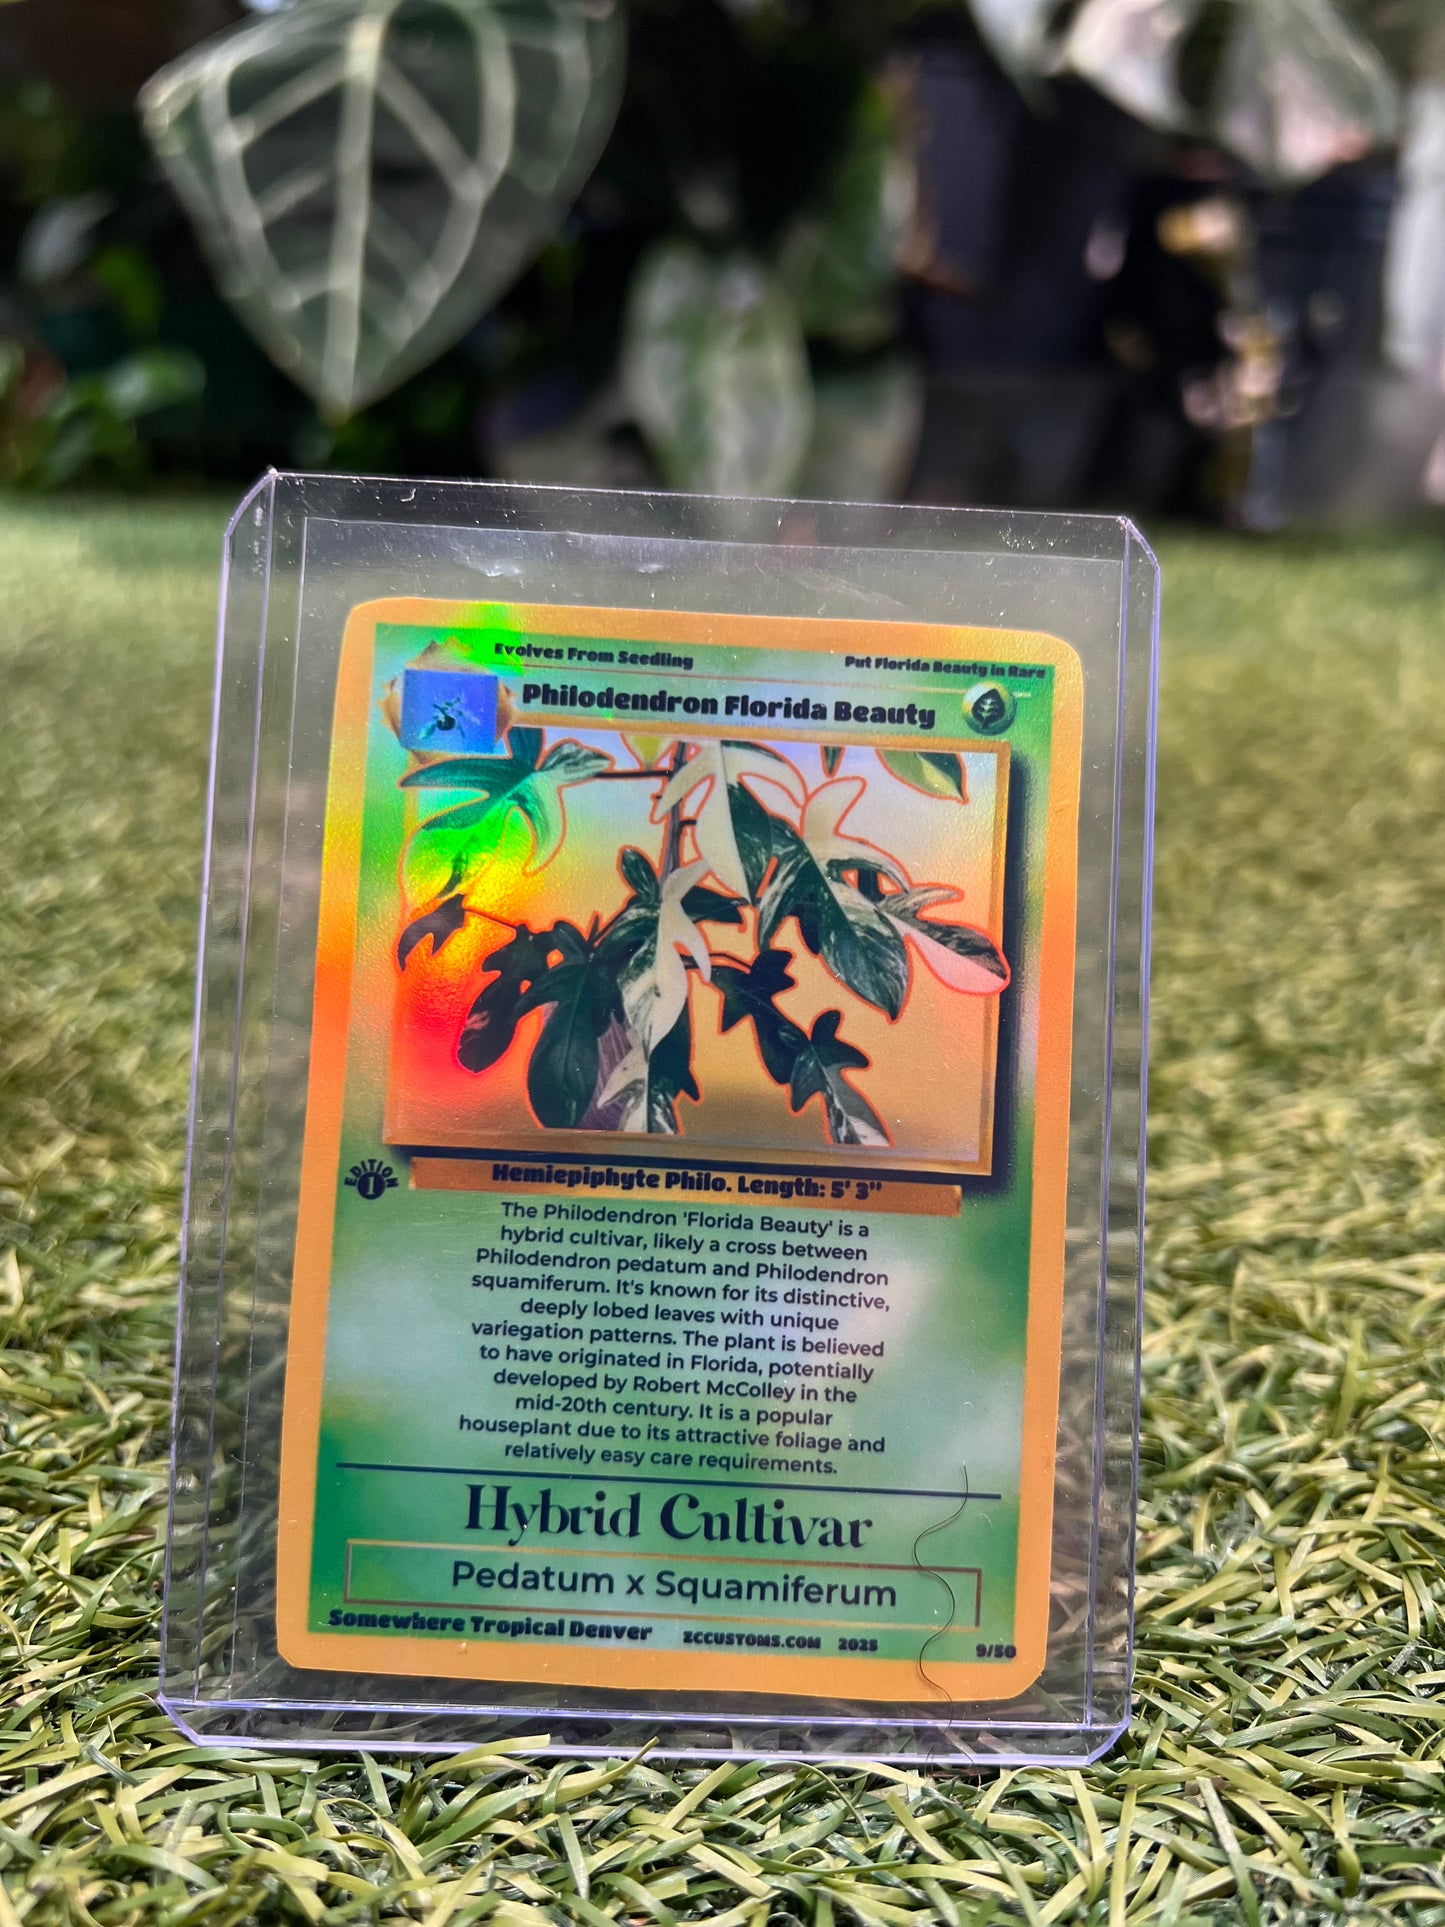 Evolves From Seedling
Put Florida Beauty in Rare
Philodendron Florida Beauty
EDITION
1
Hemiepiphyte Philo. Length: 5' 3"
The Philodendron 'Florida Beauty' is a
hybrid cultivar, likely a cross between
Philodendron pedatum and Philodendron
squamiferum. It's known for its distinctive,
deeply lobed leaves with unique
variegation patterns. The plant is believed
to have originated in Florida, potentially
developed by Robert McColley in the
mid-20th century. It is a popular
houseplant due to its attractive foliage and
relatively easy care requirements.
Hybrid Cultivar
Pedatum x Squamiferum
Somewhere Tropical Denver
ZCCUSTOMS.COM 2025
9/50